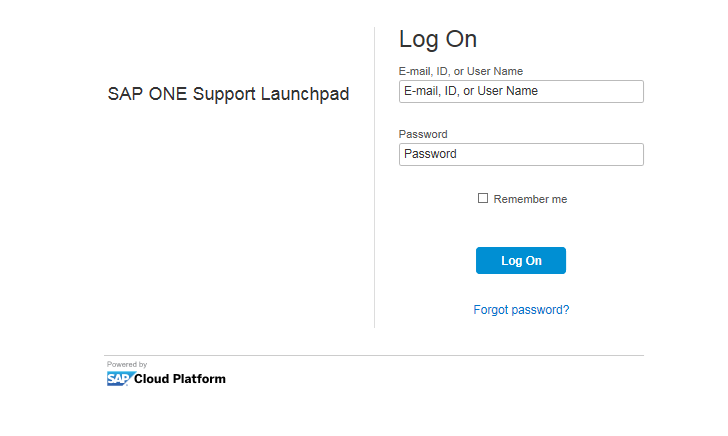 Log On
E-mail, ID, or User Name
SAP ONE Support Launchpad
E-mail, ID, or User Name
Password
Password
Remember me
Log On
Forgot password?
Powered by
SAP Cloud Platform